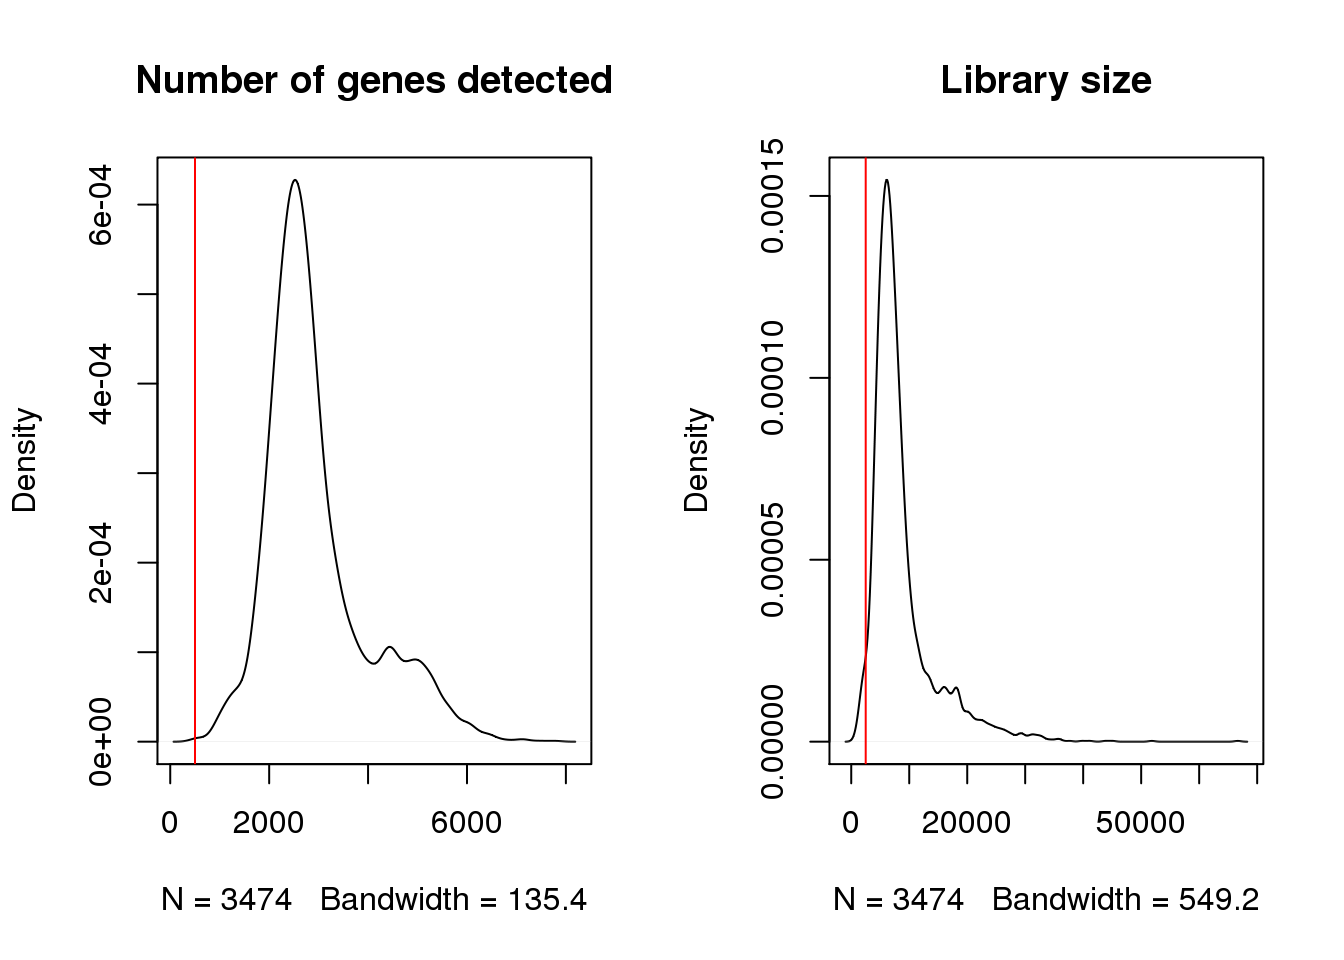 Number of genes detected
Density
0e+00 2e-04 4e-04 6e-04
0 2000 6000
N = 3474 Bandwidth = 135.4
Library size
Density
0.00000 0.00005 0.00010 0.00015
0 20000 50000
N = 3474 Bandwidth = 549.2